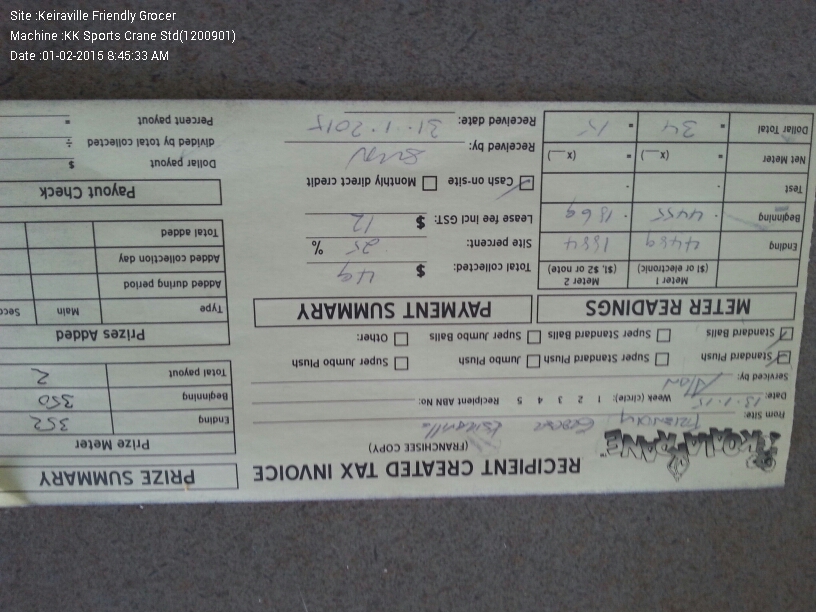 Site :Keiraville Friendly Grocer
Machine :KK Sports Crane Std(1200901)
Date :01-02-2015 8:45:33 AM
KOALA KRANE
RECIPIENT CREATED TAX INVOICE
(FRANCHISEE COPY)
From: Site: Friendly Grocer Keiraville
Date: 13.1.15 Week (circle): 1 2 3 4 5 Recipient ABN No:
Serviced by: Alan
Standard Plush Super Standard Plush Jumbo Plush Super Jumbo Plush
Standard Balls Super Standard Balls Super Jumbo Balls Other:
METER READINGS
Meter 1 ($1 or electronic) Meter 2 ($1, $2 or note)
Ending 4489 1884
Beginning 4455 1869
Test
Net Meter = (x__) = (x__)
Dollar Total = 34 = 15
PAYMENT SUMMARY
Total collected: $ 49
Site percent: 25 %
Lease fee incl GST: $ 12
Cash on-site Monthly direct credit
Received by:
Received date: 31.1.2015
PRIZE SUMMARY
Prize Meter
Ending 352
Beginning 350
Total payout 2
Prizes Added
Type Main Seco
Added during period
Added collection day
Total added
Payout Check
Dollar payout $
divided by total collected ÷
Percent payout =